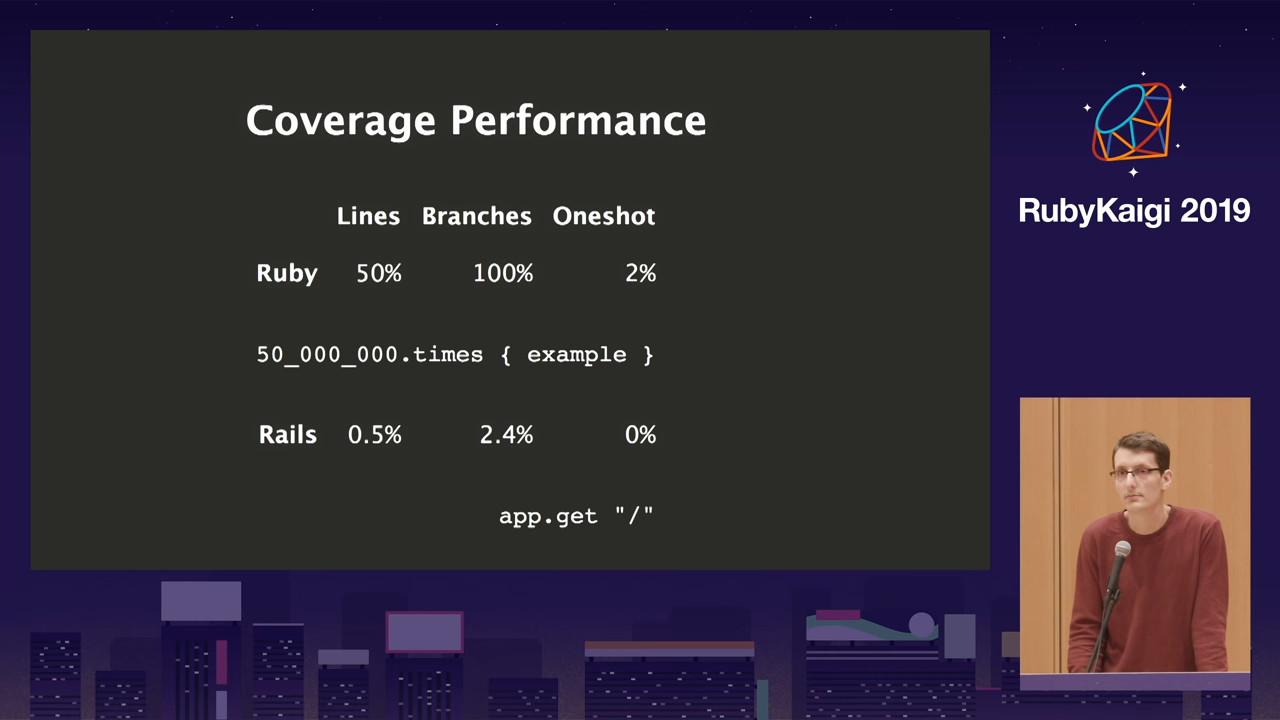 Coverage Performance
Lines Branches Oneshot
Ruby 50% 100% 2%
50_000_000.times { example }
Rails 0.5% 2.4% 0%
app.get "/"
RubyKaigi 2019